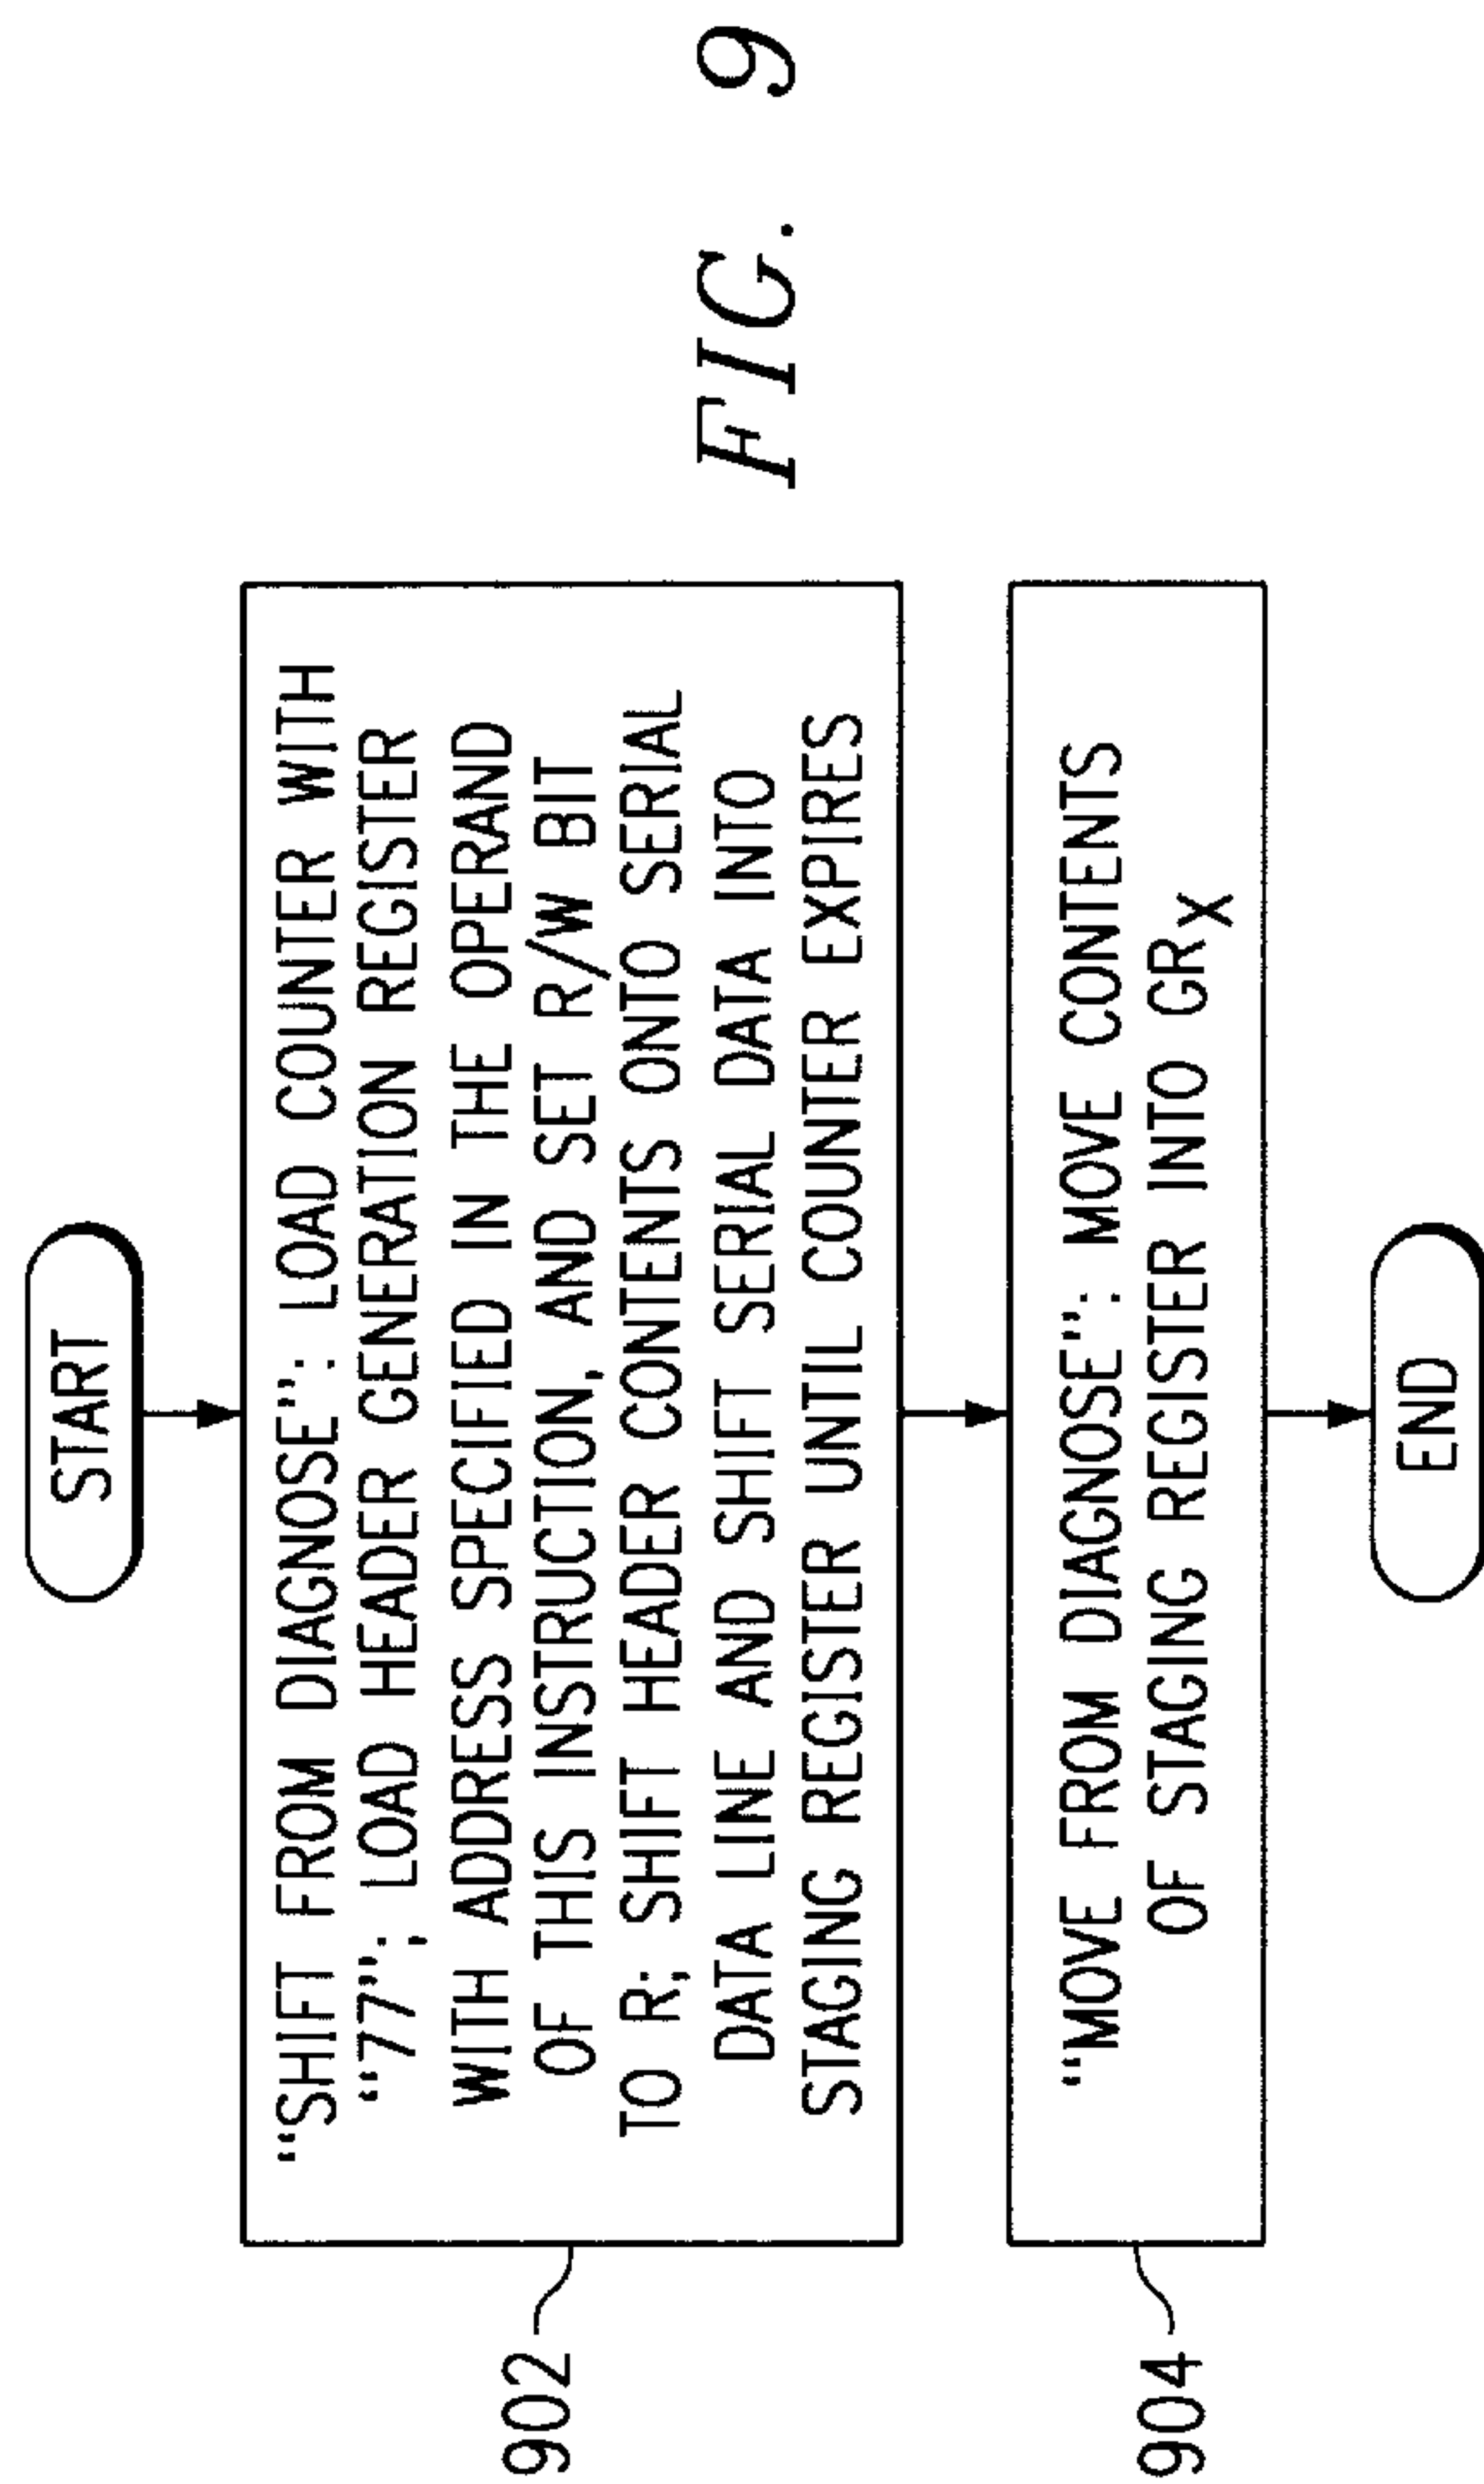 START
902
“SHIFT FROM DIAGNOSE”: LOAD COUNTER WITH
“77”; LOAD HEADER GENERATION REGISTER
WITH ADDRESS SPECIFIED IN THE OPERAND
OF THIS INSTRUCTION, AND SET R/W BIT
TO R; SHIFT HEADER CONTENTS ONTO SERIAL
DATA LINE AND SHIFT SERIAL DATA INTO
STAGING REGISTER UNTIL COUNTER EXPIRES
904
“MOVE FROM DIAGNOSE”: MOVE CONTENTS
OF STAGING REGISTER INTO GRX
END
FIG. 9